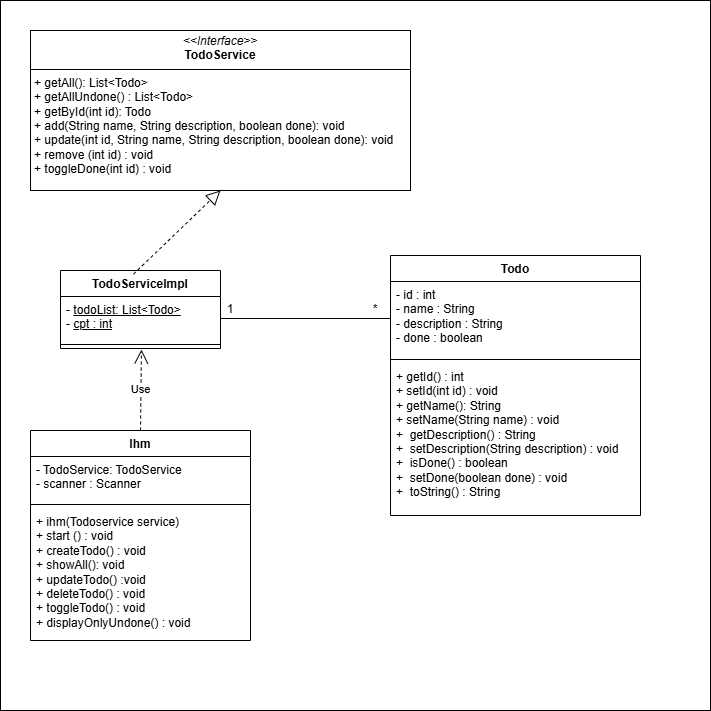 <<Interface>>
TodoService
+ getAll(): List<Todo>
+ getAllUndone() : List<Todo>
+ getById(int id): Todo
+ add(String name, String description, boolean done): void
+ update(int id, String name, String description, boolean done): void
+ remove (int id) : void
+ toggleDone(int id) : void
TodoServiceImpl
- todoList: List<Todo>
- cpt : int
1
*
Todo
- id : int
- name : String
- description : String
- done : boolean
+ getId() : int
+ setId(int id) : void
+ getName(): String
+ setName(String name) : void
+ getDescription() : String
+ setDescription(String description) : void
+ isDone() : boolean
+ setDone(boolean done) : void
+ toString() : String
Use
Ihm
- TodoService: TodoService
- scanner : Scanner
+ ihm(Todoservice service)
+ start () : void
+ createTodo() : void
+ showAll(): void
+ updateTodo() :void
+ deleteTodo() : void
+ toggleTodo() : void
+ displayOnlyUndone() : void